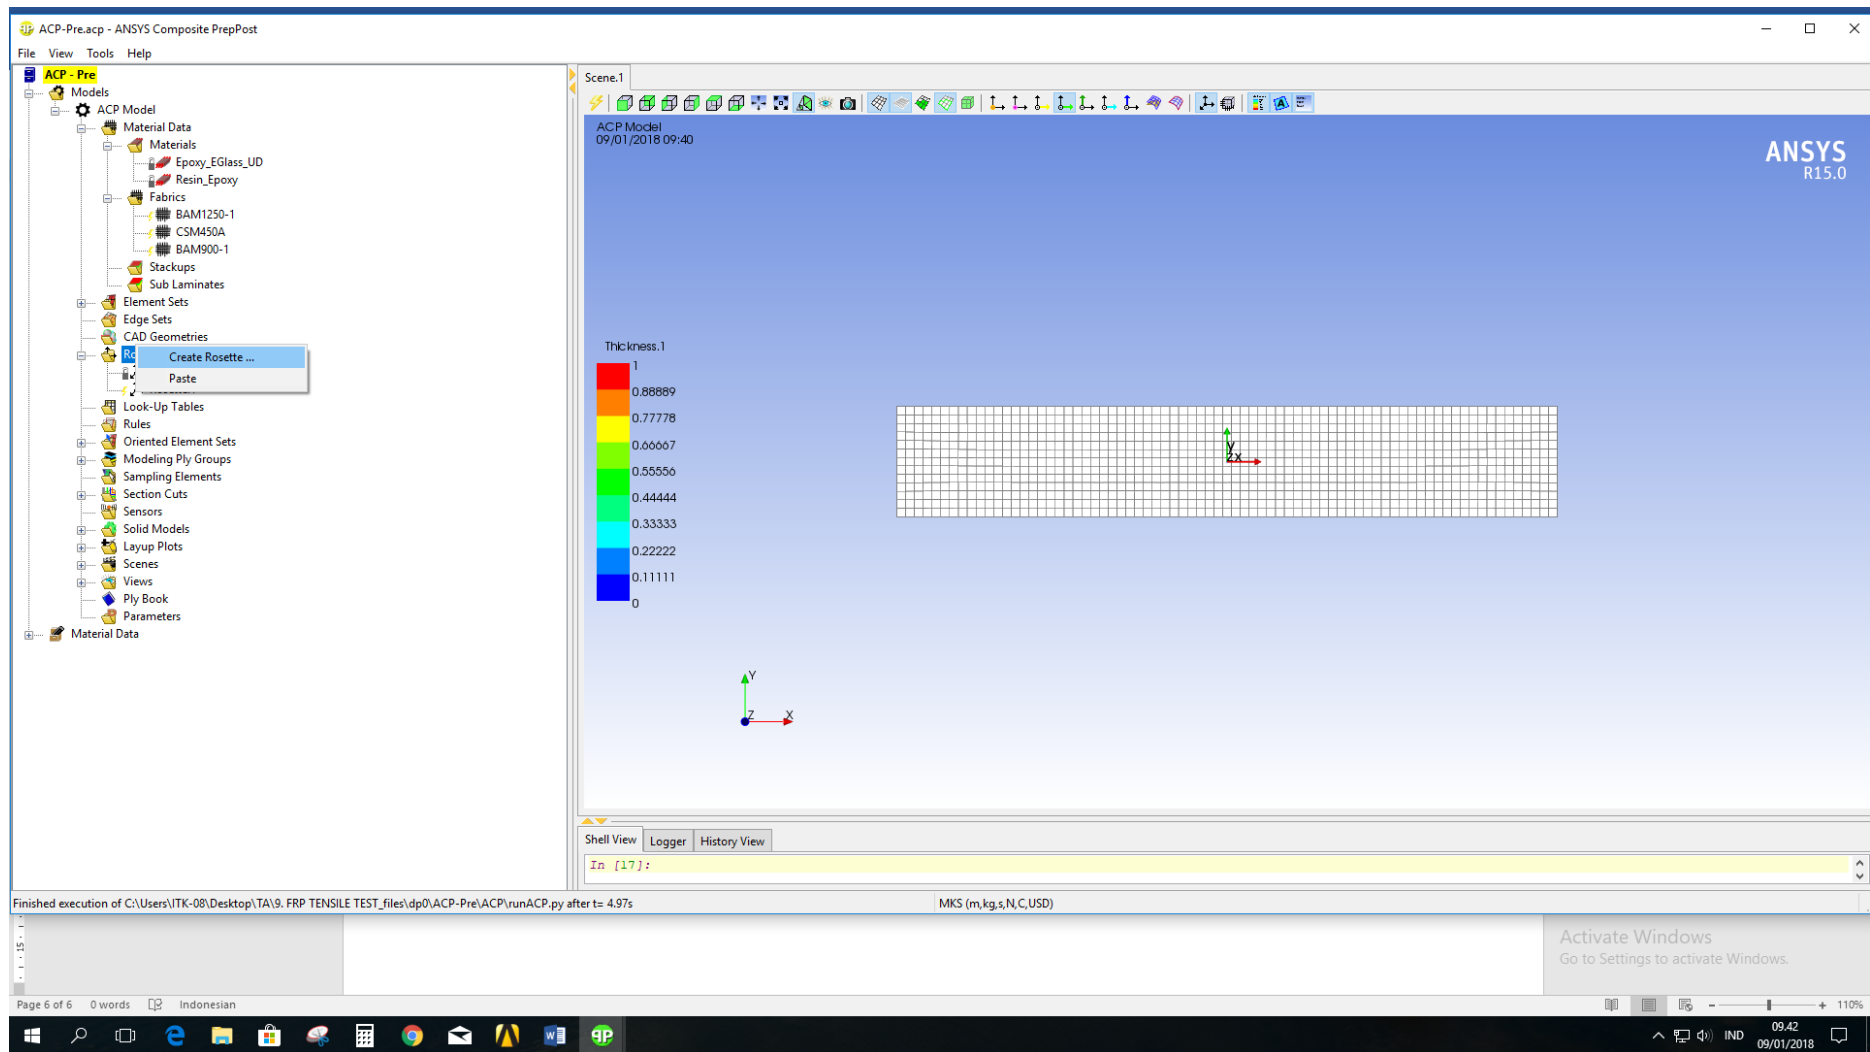 ACP-Pre.acp - ANSYS Composite PrepPost
File View Tools Help
ACP - Pre
Models
ACP Model
Material Data
Materials
Epoxy_EGlass_UD
Resin_Epoxy
Fabrics
BAM1250-1
CSM450A
BAM900-1
Stackups
Sub Laminates
Element Sets
Edge Sets
CAD Geometries
Create Rosette ...
Paste
Look-Up Tables
Rules
Oriented Element Sets
Modeling Ply Groups
Sampling Elements
Section Cuts
Sensors
Solid Models
Layup Plots
Scenes
Views
Ply Book
Parameters
Material Data
Scene.1
ACP Model
09/01/2018 09:40
ANSYS
R15.0
Thickness.1
1
0.88889
0.77778
0.66667
0.55556
0.44444
0.33333
0.22222
0.11111
0
Y
ZX
Y
Z X
Shell View Logger History View
In [17]:
Finished execution of C:\Users\ITK-08\Desktop\TA\9. FRP TENSILE TEST_files\dp0\ACP-Pre\ACP\runACP.py after t= 4.97s
MKS (m,kg,s,N,C,USD)
15
Activate Windows
Go to Settings to activate Windows.
Page 6 of 6 0 words Indonesian
110%
IND
09.42
09/01/2018